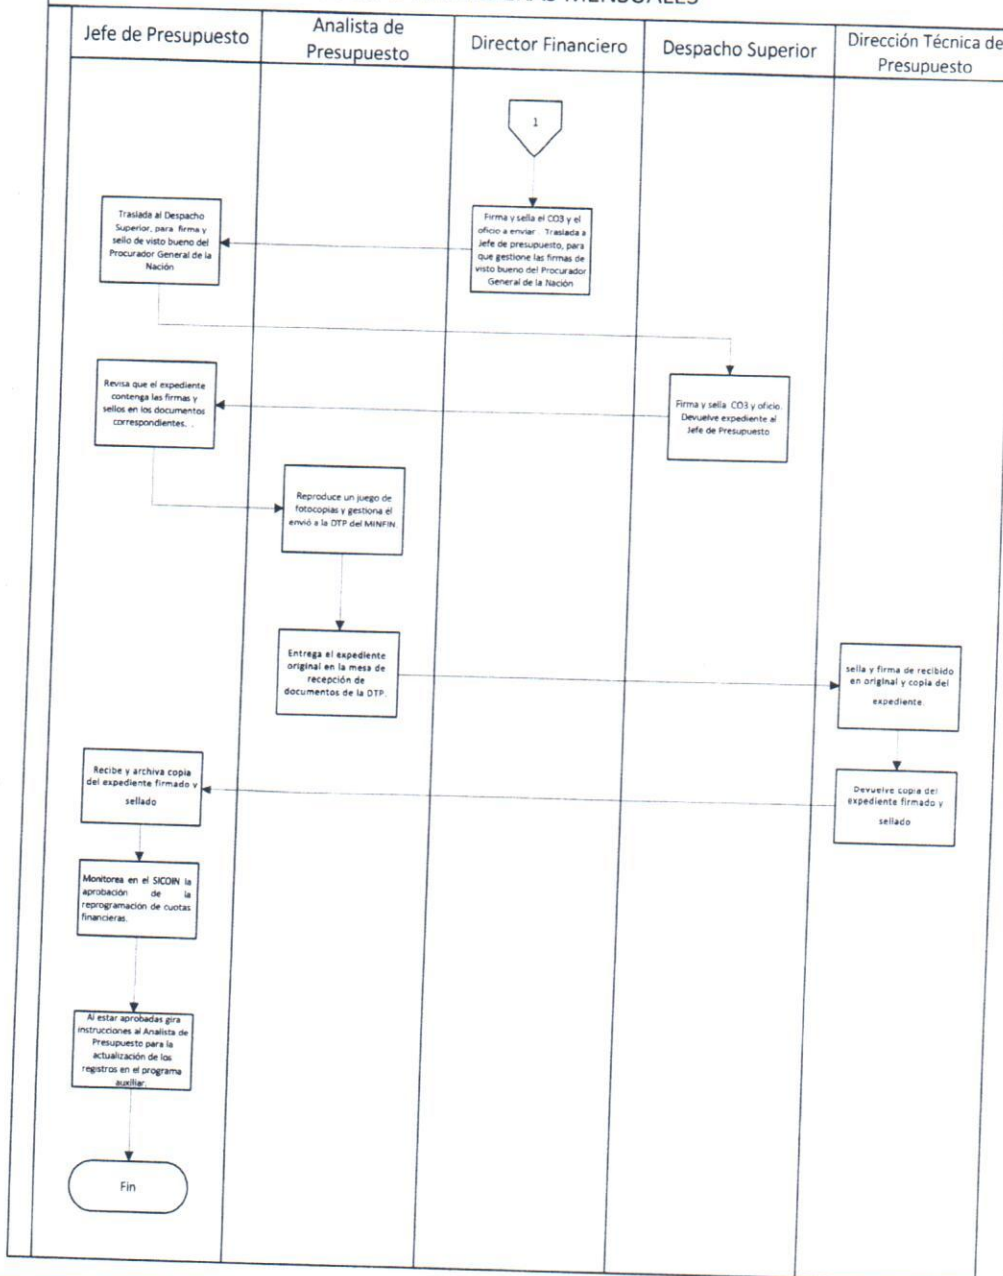 MENSUALES
Jefe de Presupuesto
Analista de
Presupuesto
Director Financiero
Despacho Superior
Dirección Técnica de
Presupuesto
1
Firma y sella el CO3 y el
oficio a enviar . Traslada a
Jefe de presupuesto, para
que gestione las firmas de
visto bueno del Procurador
General de la Nación
Traslada al Despacho
Superior, para firma y
sello de visto bueno del
Procurador General de la
Nación
Firma y sella CO3 y oficio.
Devuelve expediente al
Jefe de Presupuesto
Revisa que el expediente
contenga las firmas y
sellos en los documentos
correspondientes. .
Reproduce un juego de
fotocopias y gestiona el
envió a la DTP del MINFIN.
Entrega el expediente
original en la mesa de
recepción de
documentos de la DTP.
sella y firma de recibido
en original y copia del
expediente.
Devuelve copia del
expediente firmado y
sellado
Recibe y archiva copia
del expediente firmado y
sellado
Monitorea en el SICOIN la
aprobación de la
reprogramación de cuotas
financieras.
Al estar aprobadas gira
instrucciones al Analista de
Presupuesto para la
actualización de los
registros en el programa
auxiliar.
Fin